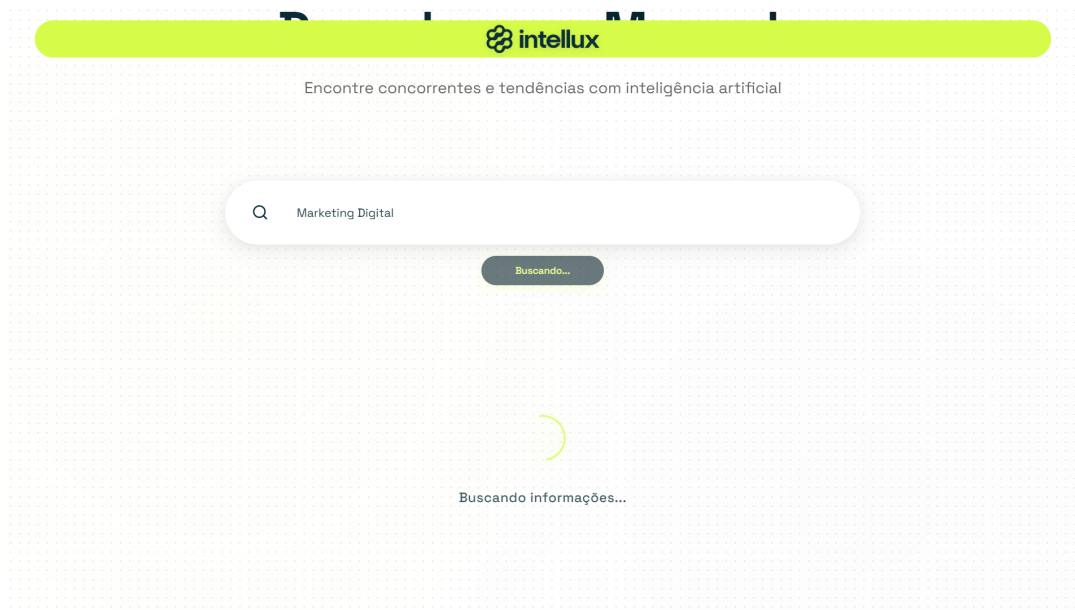 intellux
Encontre concorrentes e tendências com inteligência artificial
Marketing Digital
Buscando...
Buscando informações...